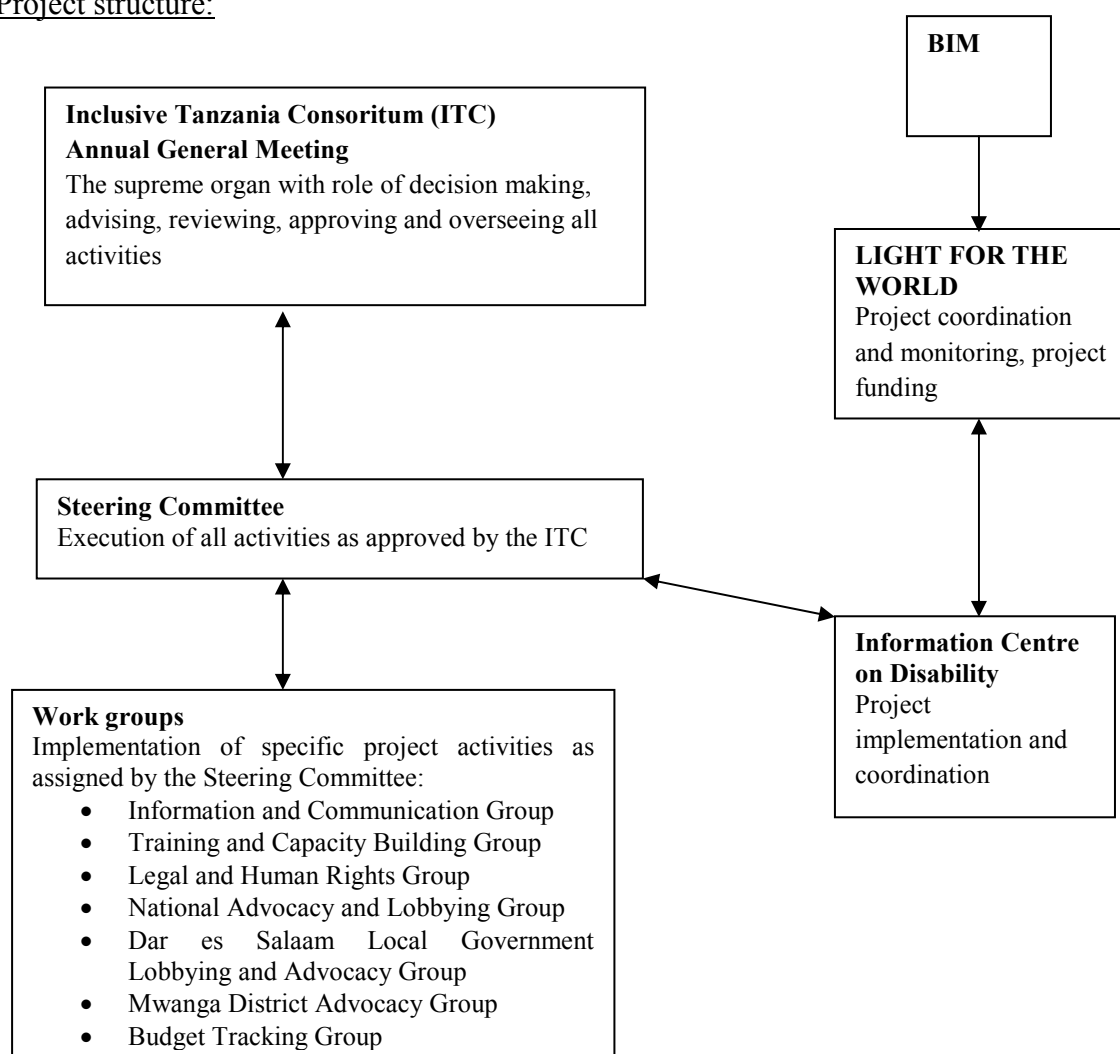 Project structure:
BIM
Inclusive Tanzania Consoritum (ITC)
Annual General Meeting
The supreme organ with role of decision making,
advising, reviewing, approving and overseeing all
activities
LIGHT FOR THE
WORLD
Project coordination
and monitoring, project
funding
Steering Committee
Execution of all activities as approved by the ITC
Information Centre
on Disability
Project
implementation and
coordination
Work groups
Implementation of specific project activities as
assigned by the Steering Committee:
• Information and Communication Group
• Training and Capacity Building Group
• Legal and Human Rights Group
• National Advocacy and Lobbying Group
• Dar es Salaam Local Government
Lobbying and Advocacy Group
• Mwanga District Advocacy Group
• Budget Tracking Group